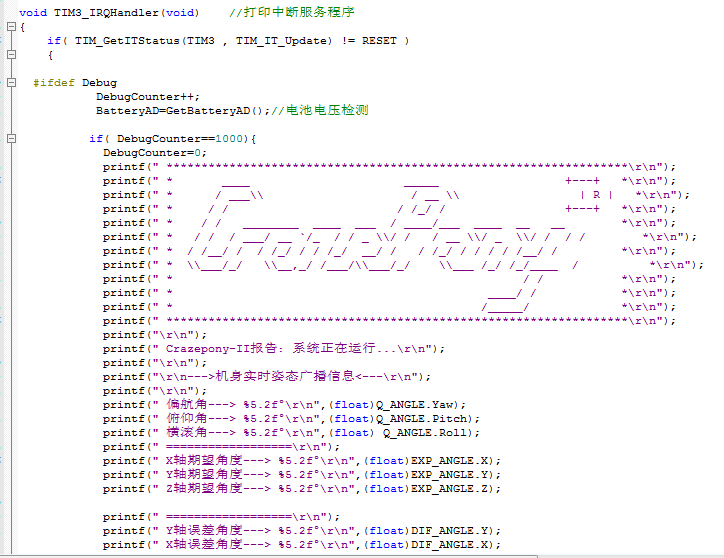 void TIM3_IRQHandler(void)    //打印中断服务程序
{
    if( TIM_GetITStatus(TIM3 , TIM_IT_Update) != RESET )
    {
  #ifdef Debug
           DebugCounter++;
           BatteryAD=GetBatteryAD();//电池电压检测
          if( DebugCounter==1000){
            DebugCounter=0;
            printf(" ******************************************************************\r\n");
            printf(" *       ____                      _____                  +---+   *\r\n");
            printf(" *      / ___\\                     / __ \\                 | R |   *\r\n");
            printf(" *     / /                        / /_/ /                 +---+   *\r\n");
            printf(" *    / /   ________  ____  ___  / ____/___  ____  __   __        *\r\n");
            printf(" *   / /  / ___/ __ `/_  / / _ \\/ /   / __ \\/ _  \\/ /  / /        *\r\n");
            printf(" *  / /__/ /  / /_/ / / /_/  __/ /   / /_/ / / / / /__/ /         *\r\n");
            printf(" *  \\___/_/   \\__,_/ /___/\\___/_/    \\___ /_/ /_/____  /          *\r\n");
            printf(" *                                                  / /           *\r\n");
            printf(" *                                             ____/ /            *\r\n");
            printf(" *                                            /_____/             *\r\n");
            printf(" ******************************************************************\r\n");
            printf("\r\n");
            printf(" Crazepony-II报告: 系统正在运行...\r\n");
            printf("\r\n");
            printf("\r\n--->机身实时姿态广播信息<---\r\n");
            printf("\r\n");
            printf(" 偏航角---> %5.2f°\r\n",(float)Q_ANGLE.Yaw);
            printf(" 俯仰角---> %5.2f°\r\n",(float)Q_ANGLE.Pitch);
            printf(" 横滚角---> %5.2f°\r\n",(float) Q_ANGLE.Roll);
            printf(" ==================\r\n");
            printf(" X轴期望角度---> %5.2f°\r\n",(float)EXP_ANGLE.X);
            printf(" Y轴期望角度---> %5.2f°\r\n",(float)EXP_ANGLE.Y);
            printf(" Z轴期望角度---> %5.2f°\r\n",(float)EXP_ANGLE.Z);
            printf(" ==================\r\n");
            printf(" Y轴误差角度---> %5.2f°\r\n",(float)DIF_ANGLE.Y);
            printf(" X轴误差角度---> %5.2f°\r\n",(float)DIF_ANGLE.X);